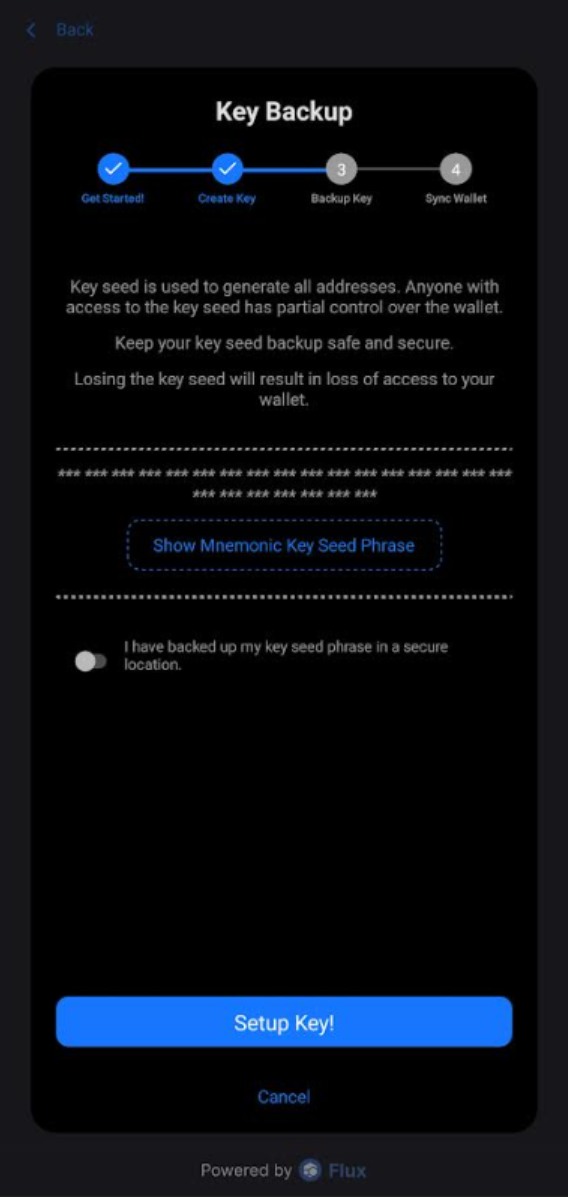 Back
Key Backup
3
4
Get Started!
Create Key
Backup Key
Sync Wallet
Key seed is used to generate all addresses. Anyone with
access to the key seed has partial control over the wallet.
Keep your key seed backup safe and secure.
Losing the key seed will result in loss of access to your
wallet.
*** *** *** *** *** *** *** *** *** *** *** *** *** *** *** *** ***
*** *** *** *** *** *** ***
Show Mnemonic Key Seed Phrase
I have backed up my key seed phrase in a secure
location.
Setup Key!
Cancel
Powered by Flux